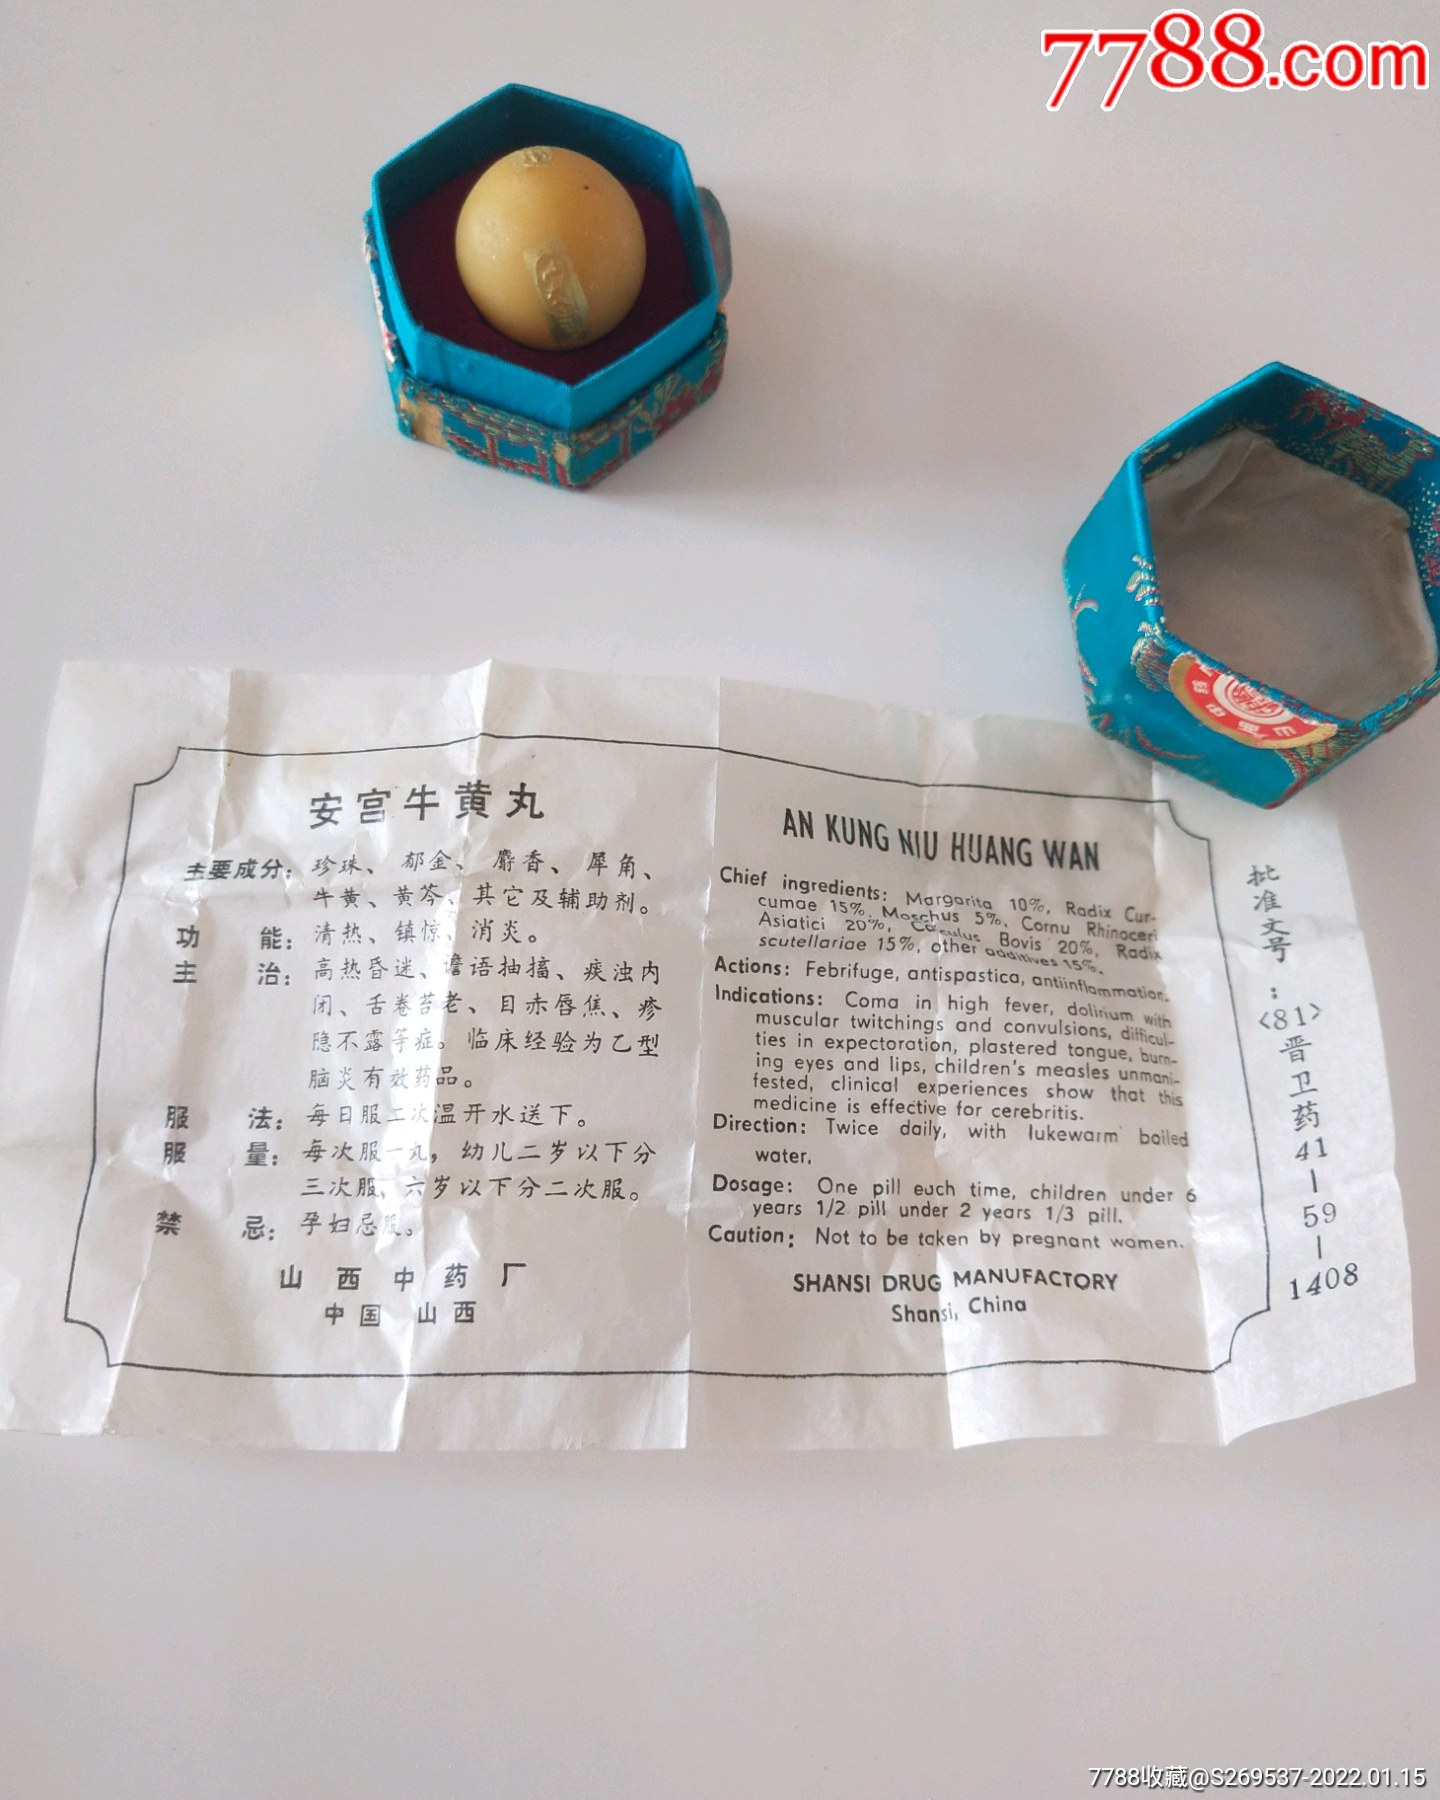 7788.com
安宫牛黄丸
主要成分：珍珠、郁金、麝香、犀角、
牛黄、黄芩、其它及辅助剂。
功能：清热、镇惊、消炎。
主治：高热昏迷、谵语抽搐、痰浊内
闭、舌卷苔老、目赤唇焦、疹
隐不露等症。临床经验为乙型
脑炎有效药品。
服法：每日服二次温开水送下。
服量：每次服一丸，幼儿二岁以下分
三次服、六岁以下分二次服。
禁忌：孕妇忌服。
山西中药厂
中国 山西
AN KUNG NIU HUANG WAN
Chief ingredients: Margarita 10%, Radix Cur-
cumae 15%, Moschus 5%, Cornu Rhinoceri
Asiatici 20%, Calculus Bovis 20%, Radix
scutellariae 15%, other additives 15%.
Actions: Febrifuge, antispastica, antiinflammation.
Indications: Coma in high fever, dolirium with
muscular twitchings and convulsions, difficul-
ties in expectoration, plastered tongue, burn-
ing eyes and lips, children's measles unmani-
fested, clinical experiences show that this
medicine is effective for cerebritis.
Direction: Twice daily, with lukewarm boiled
water.
Dosage: One pill each time, children under 6
years 1/2 pill under 2 years 1/3 pill.
Caution: Not to be taken by pregnant women.
SHANSI DRUG MANUFACTORY
Shansi, China
批准文号：<81>晋卫药41—59—1408
7788收藏@S269537-2022.01.15